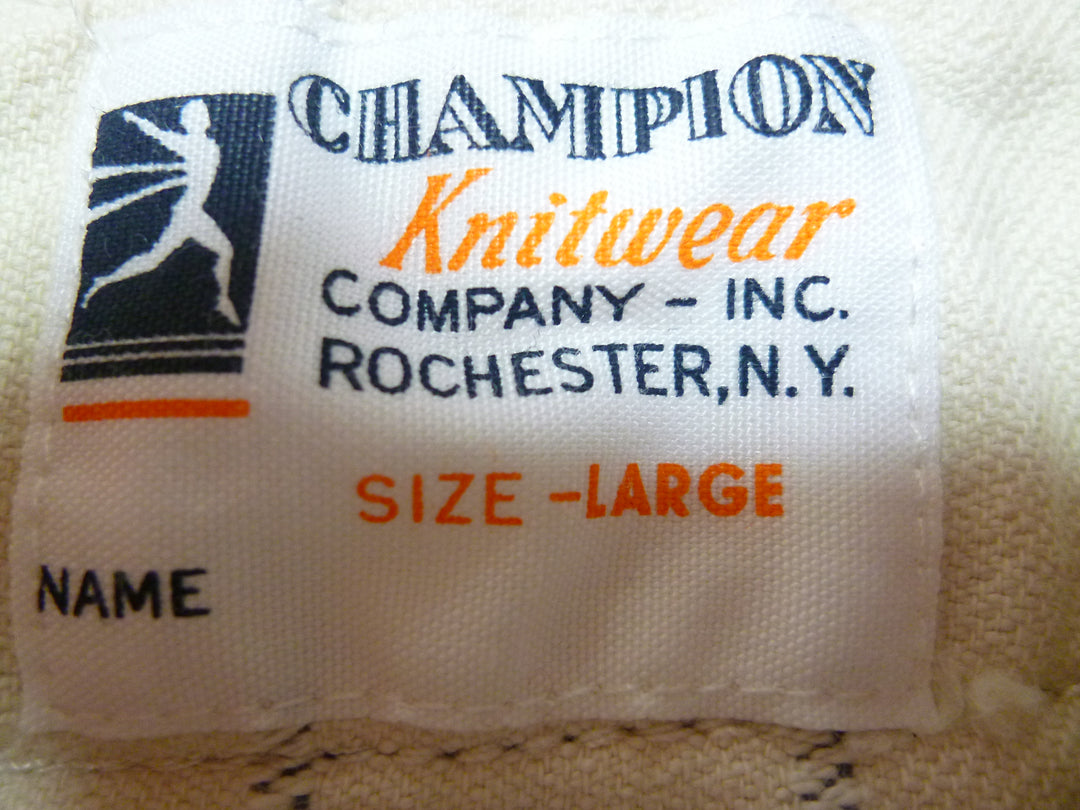 CHAMPION
Knitwear
COMPANY - INC.
ROCHESTER, N.Y.
SIZE -LARGE
NAME